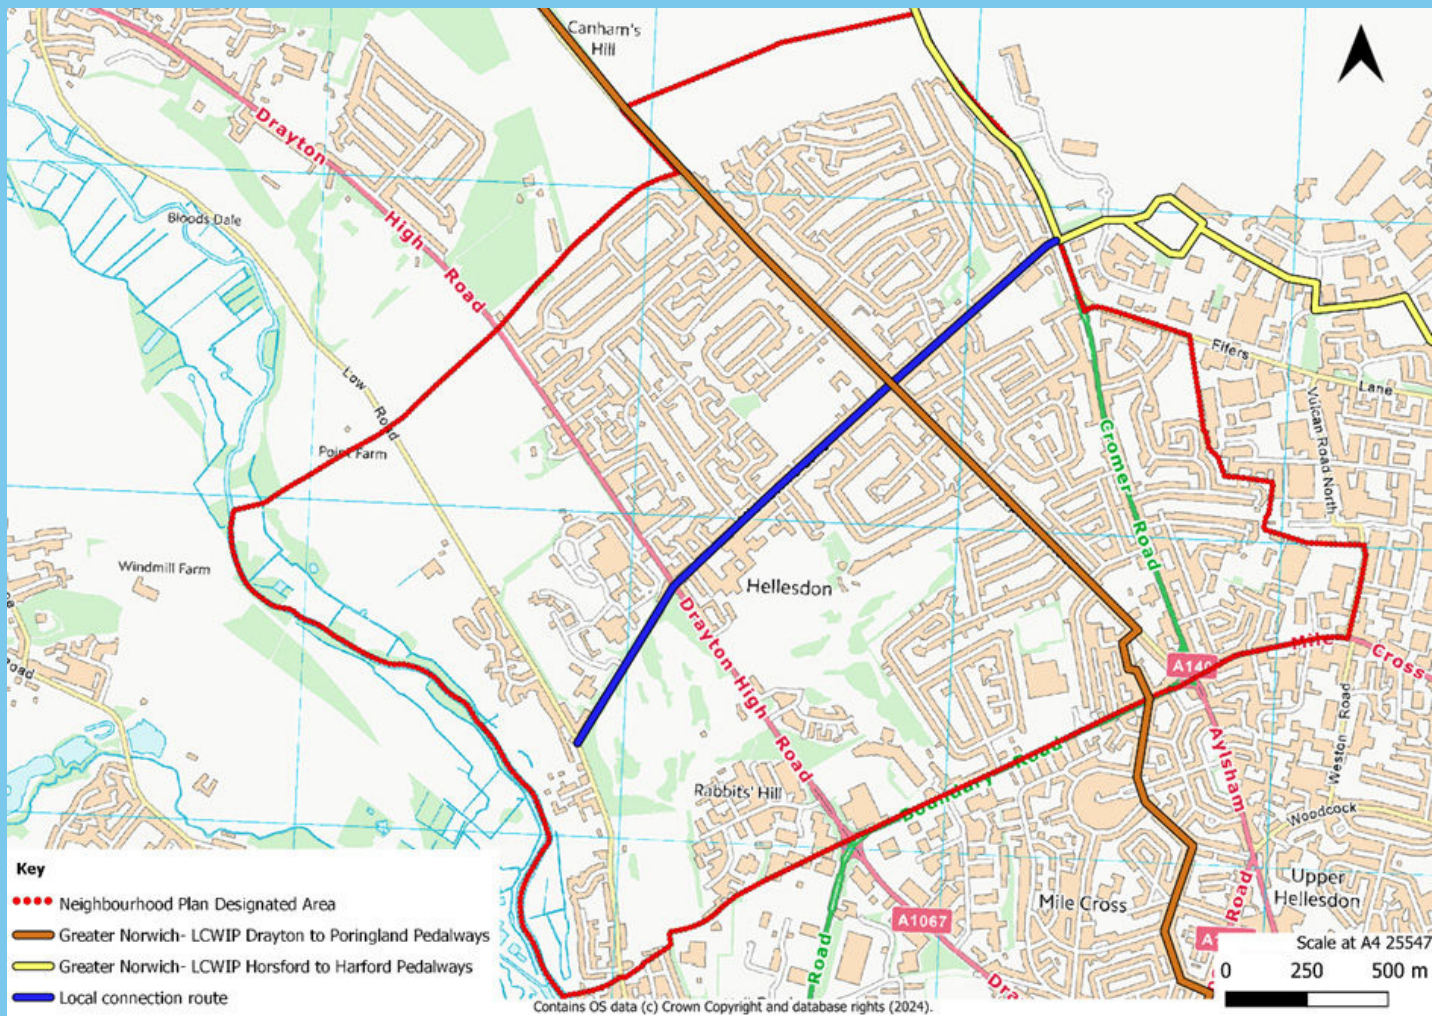 Canham's
Hill
Drayton
High
Road
Bloods Dale
Low
Road
Point Farm
Windmill Farm
Fifers
Lane
Vulcan Road North
Cromer
Road
Hellesdon
Drayton
High
Road
A140
Mile
Cross
Rabbits' Hill
Boundary
Road
Aylsham
Road
Weston Road
Woodcock
Upper
Hellesdon
Mile Cross
A1067
Road
Key
Neighbourhood Plan Designated Area
Greater Norwich- LCWIP Drayton to Poringland Pedalways
Greater Norwich- LCWIP Horsford to Harford Pedalways
Local connection route
Scale at A4 25547
0 250 500 m
Contains OS data (c) Crown Copyright and database rights (2024).